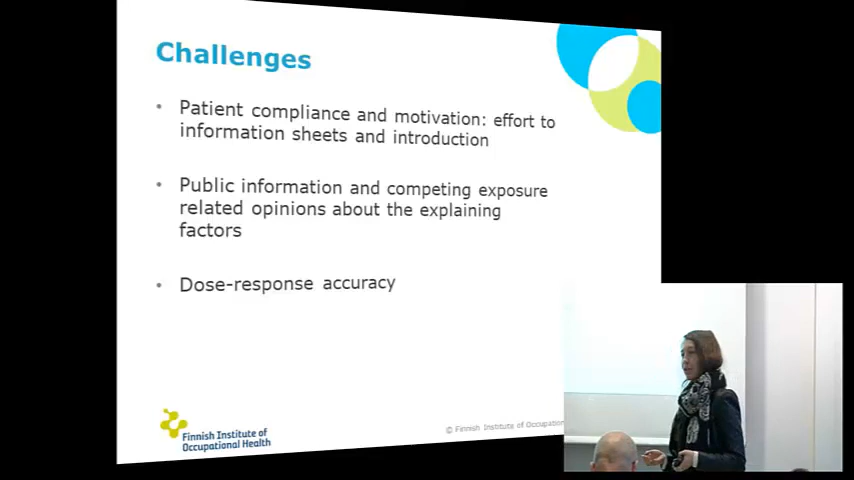 Challenges
• Patient compliance and motivation: effort to
information sheets and introduction
• Public information and competing exposure
related opinions about the explaining
factors
• Dose-response accuracy
Finnish Institute of
Occupational Health
© Finnish Institute of